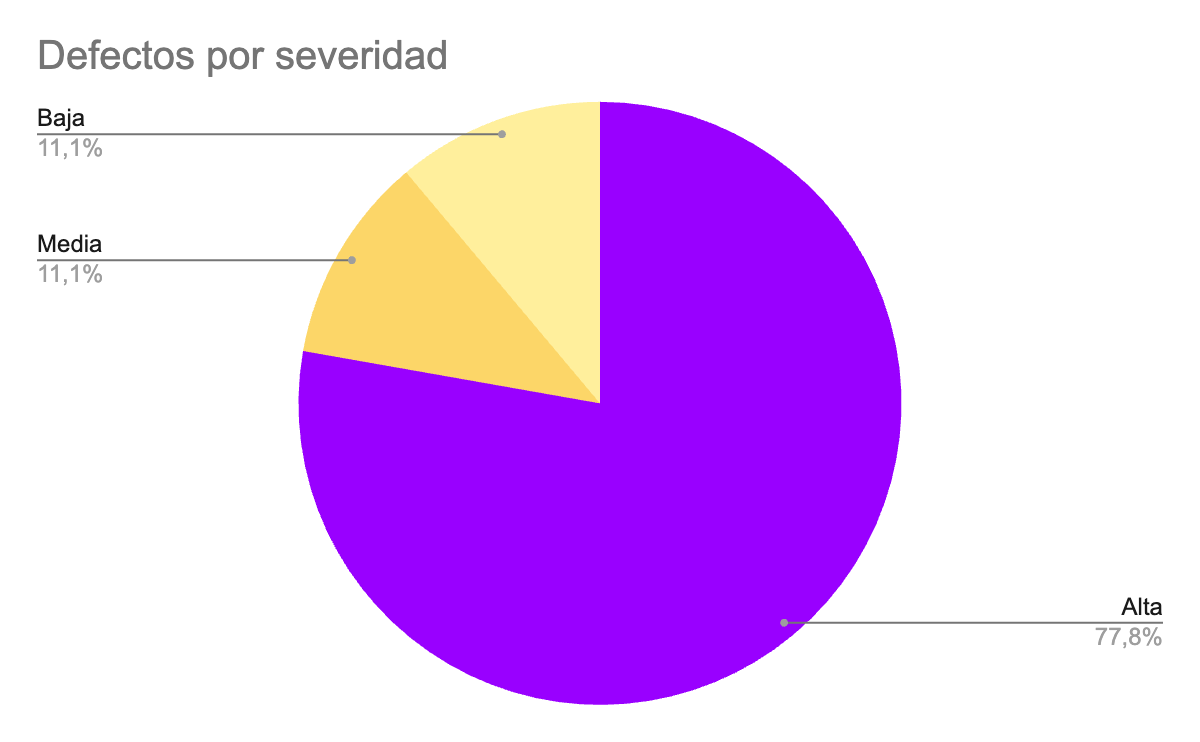 Defectos por severidad
Baja
11,1%
Media
11,1%
Alta
77,8%